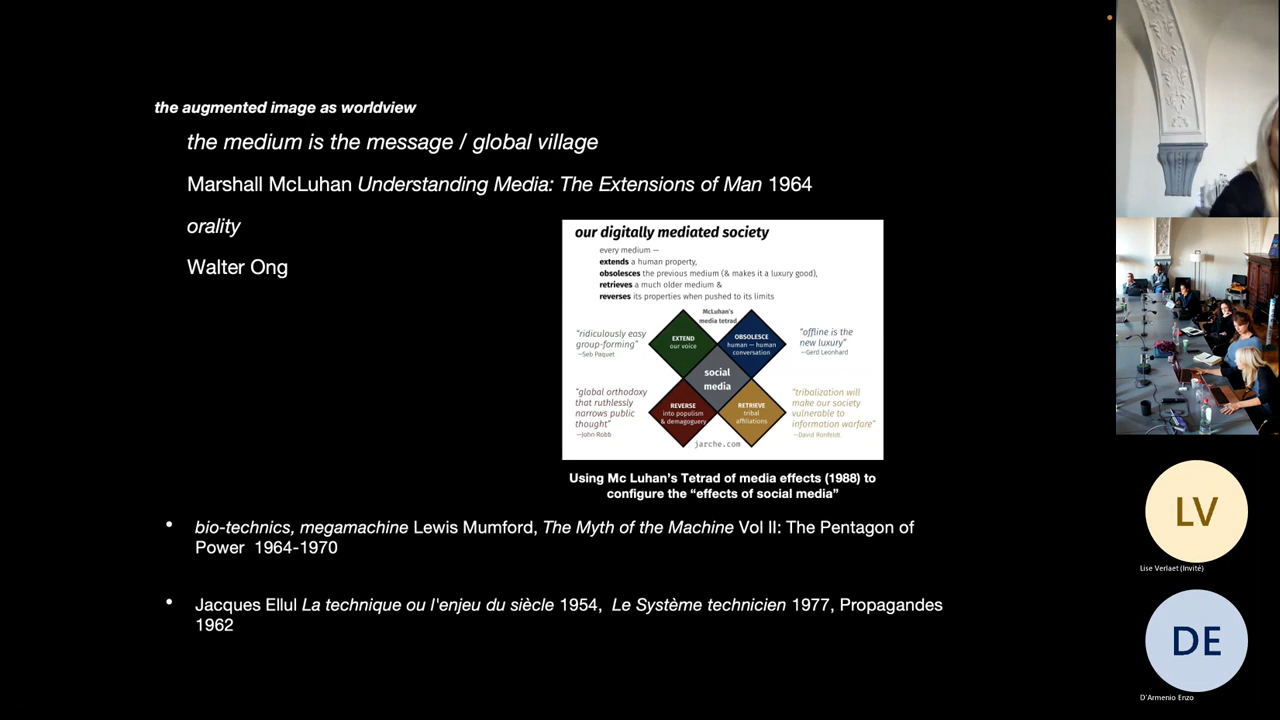 the augmented image as worldview
the medium is the message / global village
Marshall McLuhan Understanding Media: The Extensions of Man 1964
orality
Walter Ong
our digitally mediated society
every medium —
extends a human property,
obsolesces the previous medium (& makes it a luxury good),
retrieves a much older medium &
reverses its properties when pushed to its limits
McLuhan's
media tetrad
"ridiculously easy
group-forming"
—Seb Paquet
EXTEND
our voice
OBSOLESCE
human — human
conversation
"offline is the
new luxury"
—Gerd Leonhard
social
media
"global orthodoxy
that ruthlessly
narrows public
thought"
—John Robb
REVERSE
into populism
& demagoguery
RETRIEVE
tribal
affiliations
"tribalization will
make our society
vulnerable to
information warfare"
—David Ronfeldt
jarche.com
Using Mc Luhan's Tetrad of media effects (1988) to
configure the "effects of social media"
• bio-technics, megamachine Lewis Mumford, The Myth of the Machine Vol II: The Pentagon of
Power 1964-1970
• Jacques Ellul La technique ou l'enjeu du siècle 1954, Le Système technicien 1977, Propagandes
1962
LV
Lise Verlaet (Invité)
DE
D'Armenio Enzo